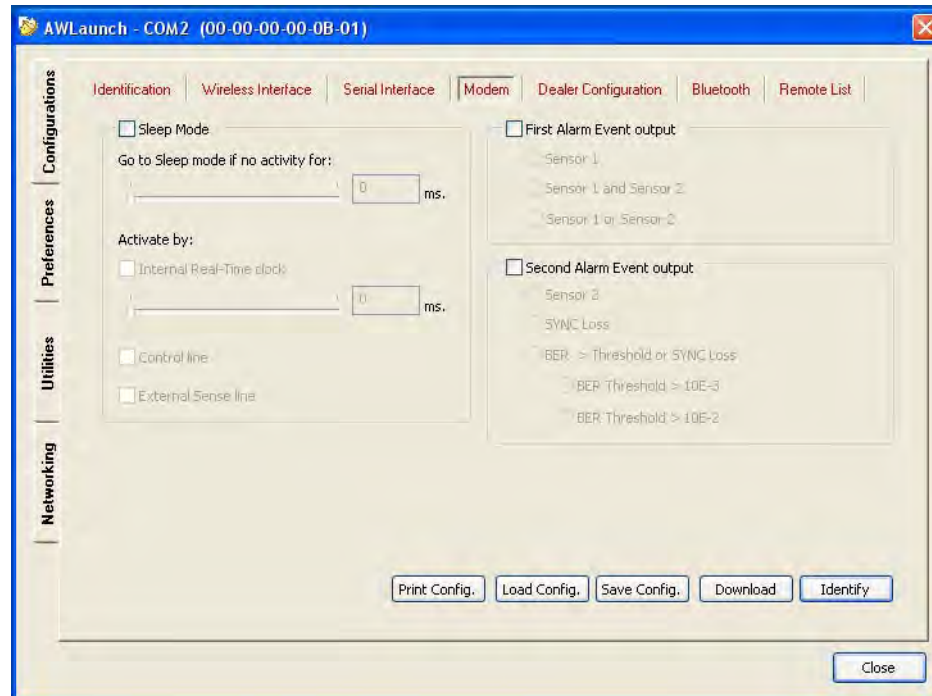 AWLaunch - COM2 (00-00-00-00-0B-01)
Configurations
Preferences
Utilities
Networking
Identification
Wireless Interface
Serial Interface
Modem
Dealer Configuration
Bluetooth
Remote List
Sleep Mode
Go to Sleep mode if no activity for:
0
ms.
Activate by:
Internal Real-Time clock
0
ms.
Control line
External Sense line
First Alarm Event output
Sensor 1
Sensor 1 and Sensor 2
Sensor 1 or Sensor 2
Second Alarm Event output
Sensor 2
SYNC Loss
BER > Threshold or SYNC Loss
BER Threshold > 10E-3
BER Threshold > 10E-2
Print Config.
Load Config.
Save Config.
Download
Identify
Close